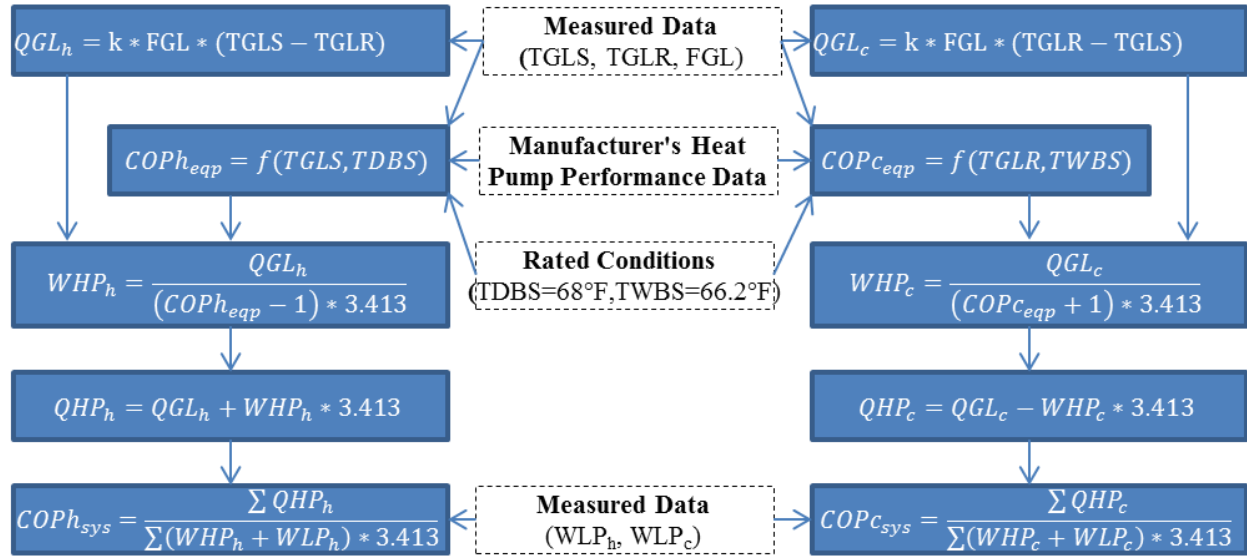 QGL_h = k * FGL * (TGLS − TGLR)
Measured Data
(TGLS, TGLR, FGL)
QGL_c = k * FGL * (TGLR − TGLS)
COPh_eqp = f(TGLS,TDBS)
Manufacturer's Heat
Pump Performance Data
COPc_eqp = f(TGLR,TWBS)
WHP_h = QGL_h / ((COPh_eqp − 1) * 3.413)
Rated Conditions
(TDBS=68°F,TWBS=66.2°F)
WHP_c = QGL_c / ((COPc_eqp + 1) * 3.413)
QHP_h = QGL_h + WHP_h * 3.413
QHP_c = QGL_c − WHP_c * 3.413
COPh_sys = ∑ QHP_h / (∑(WHP_h + WLP_h) * 3.413)
Measured Data
(WLP_h, WLP_c)
COPc_sys = ∑ QHP_c / (∑(WHP_c + WLP_c) * 3.413)